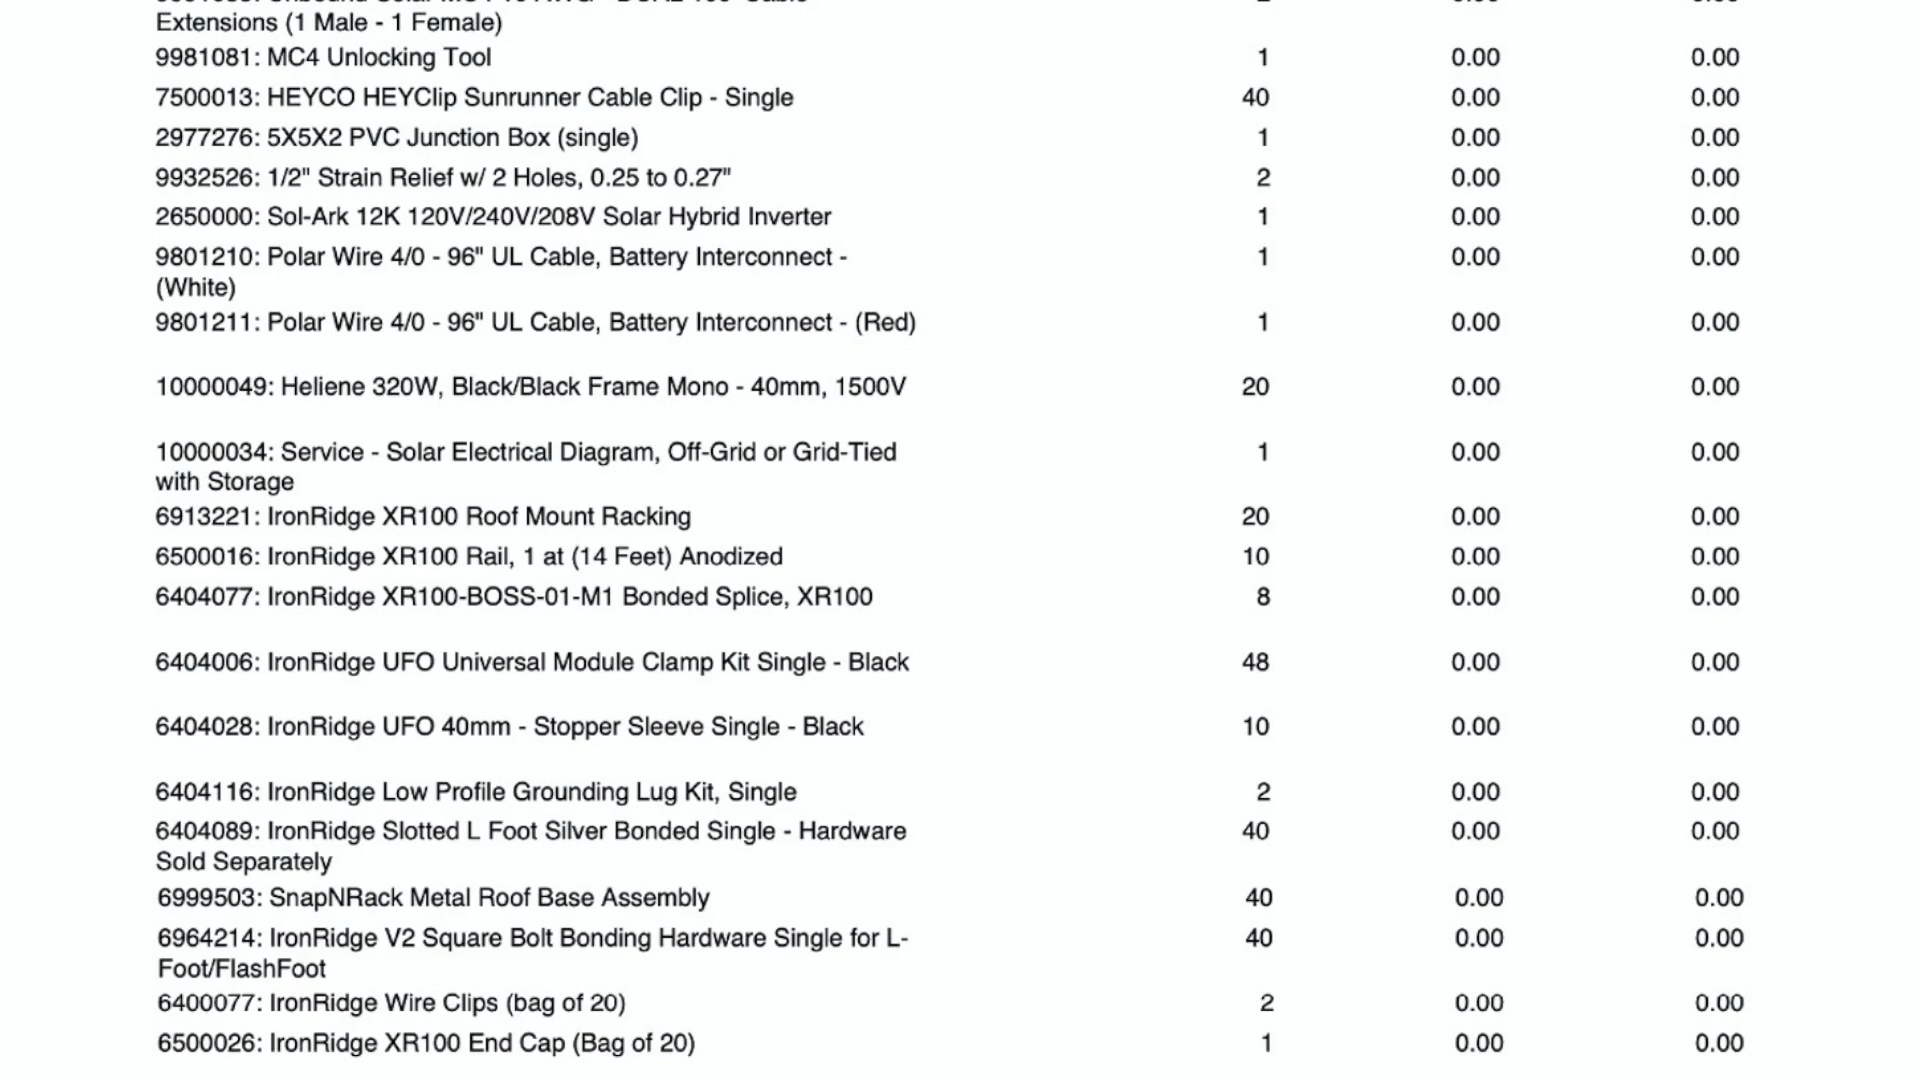 Extensions (1 Male - 1 Female)
9981081: MC4 Unlocking Tool 1 0.00 0.00
7500013: HEYCO HEYClip Sunrunner Cable Clip - Single 40 0.00 0.00
2977276: 5X5X2 PVC Junction Box (single) 1 0.00 0.00
9932526: 1/2" Strain Relief w/ 2 Holes, 0.25 to 0.27" 2 0.00 0.00
2650000: Sol-Ark 12K 120V/240V/208V Solar Hybrid Inverter 1 0.00 0.00
9801210: Polar Wire 4/0 - 96" UL Cable, Battery Interconnect - 1 0.00 0.00
(White)
9801211: Polar Wire 4/0 - 96" UL Cable, Battery Interconnect - (Red) 1 0.00 0.00
10000049: Heliene 320W, Black/Black Frame Mono - 40mm, 1500V 20 0.00 0.00
10000034: Service - Solar Electrical Diagram, Off-Grid or Grid-Tied 1 0.00 0.00
with Storage
6913221: IronRidge XR100 Roof Mount Racking 20 0.00 0.00
6500016: IronRidge XR100 Rail, 1 at (14 Feet) Anodized 10 0.00 0.00
6404077: IronRidge XR100-BOSS-01-M1 Bonded Splice, XR100 8 0.00 0.00
6404006: IronRidge UFO Universal Module Clamp Kit Single - Black 48 0.00 0.00
6404028: IronRidge UFO 40mm - Stopper Sleeve Single - Black 10 0.00 0.00
6404116: IronRidge Low Profile Grounding Lug Kit, Single 2 0.00 0.00
6404089: IronRidge Slotted L Foot Silver Bonded Single - Hardware 40 0.00 0.00
Sold Separately
6999503: SnapNRack Metal Roof Base Assembly 40 0.00 0.00
6964214: IronRidge V2 Square Bolt Bonding Hardware Single for L- 40 0.00 0.00
Foot/FlashFoot
6400077: IronRidge Wire Clips (bag of 20) 2 0.00 0.00
6500026: IronRidge XR100 End Cap (Bag of 20) 1 0.00 0.00